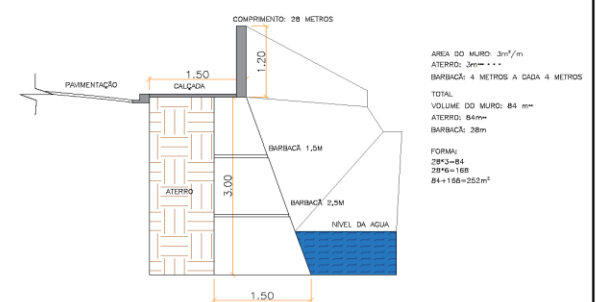 COMPRIMENTO: 28 METROS
1.20
1.50
PAVIMENTAÇÃO
CALÇADA
BARBACÃ 1,5M
3.00
ATERRO
BARBACÃ 2,5M
NÍVEL DA AGUA
1.50
AREA DO MURO: 3m³/m
ATERRO: 3m
BARBACÃ: 4 METROS A CADA 4 METROS
TOTAL
VOLUME DO MURO: 84 m
ATERRO: 84m
BARBACÃ: 28m
FORMA:
28*3=84
28*6=168
84+168=252m²